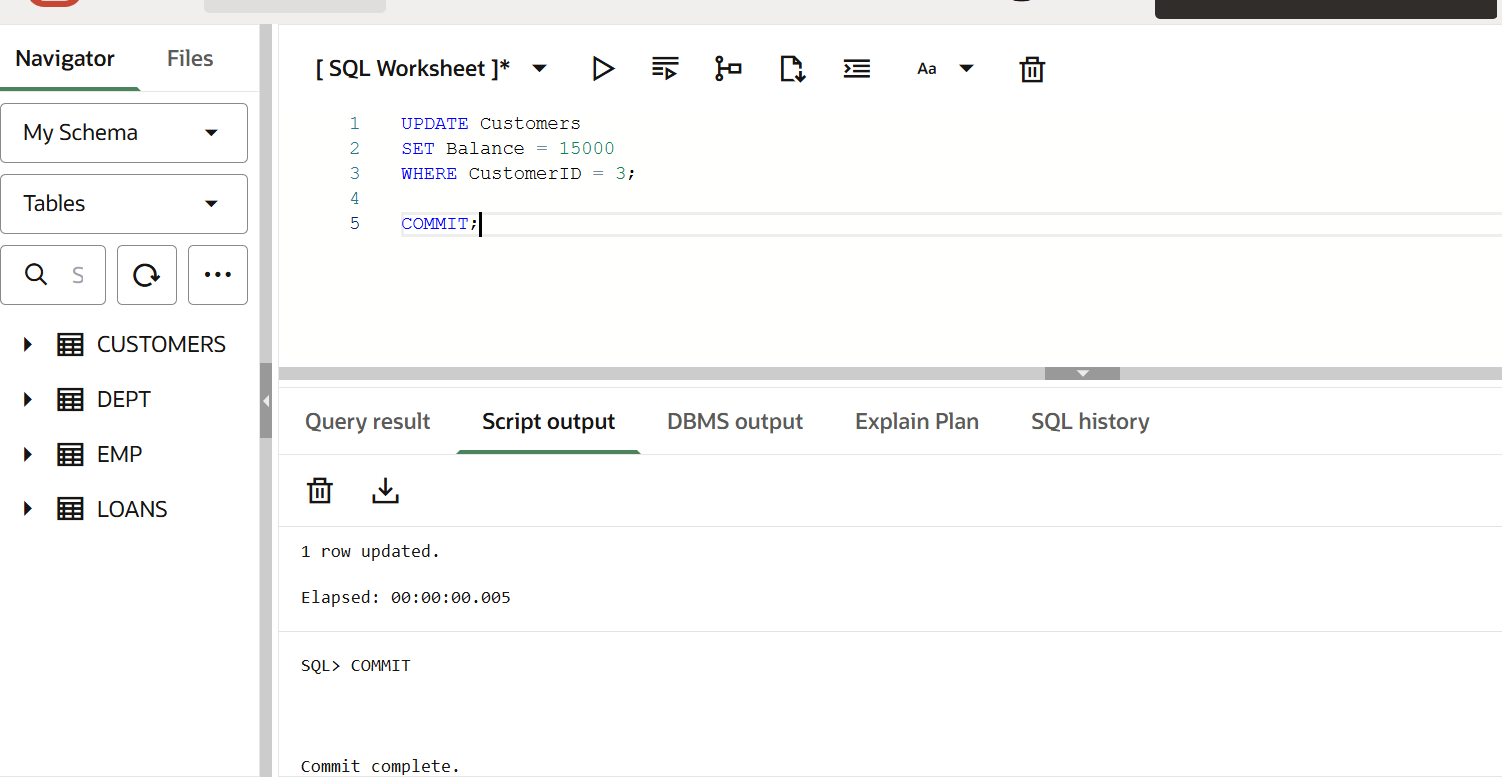 Navigator Files
My Schema
Tables
S
CUSTOMERS
DEPT
EMP
LOANS
[ SQL Worksheet ]* Aa
1 UPDATE Customers
2 SET Balance = 15000
3 WHERE CustomerID = 3;
4
5 COMMIT;
Query result Script output DBMS output Explain Plan SQL history
1 row updated.
Elapsed: 00:00:00.005
SQL> COMMIT
Commit complete.